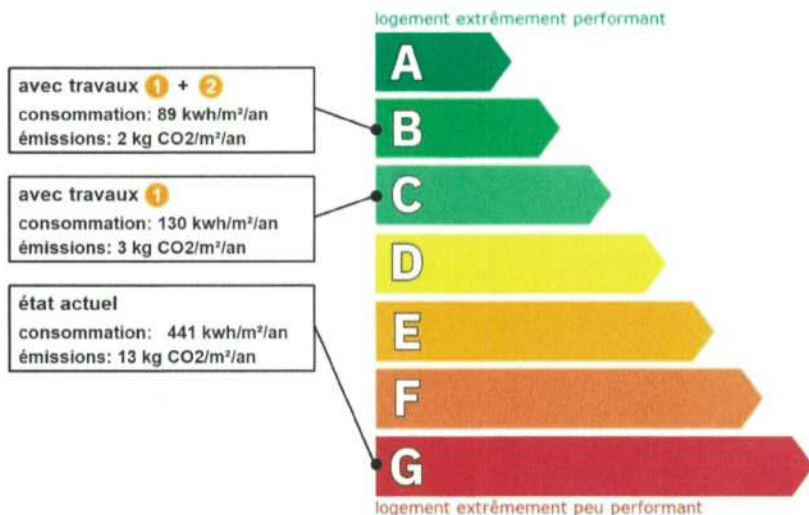 logement extrêmement performant
A
avec travaux 1 + 2
consommation: 89 kwh/m²/an
émissions: 2 kg CO2/m²/an
B
avec travaux 1
consommation: 130 kwh/m²/an
émissions: 3 kg CO2/m²/an
C
D
état actuel
consommation: 441 kwh/m²/an
émissions: 13 kg CO2/m²/an
E
F
G
logement extrêmement peu performant